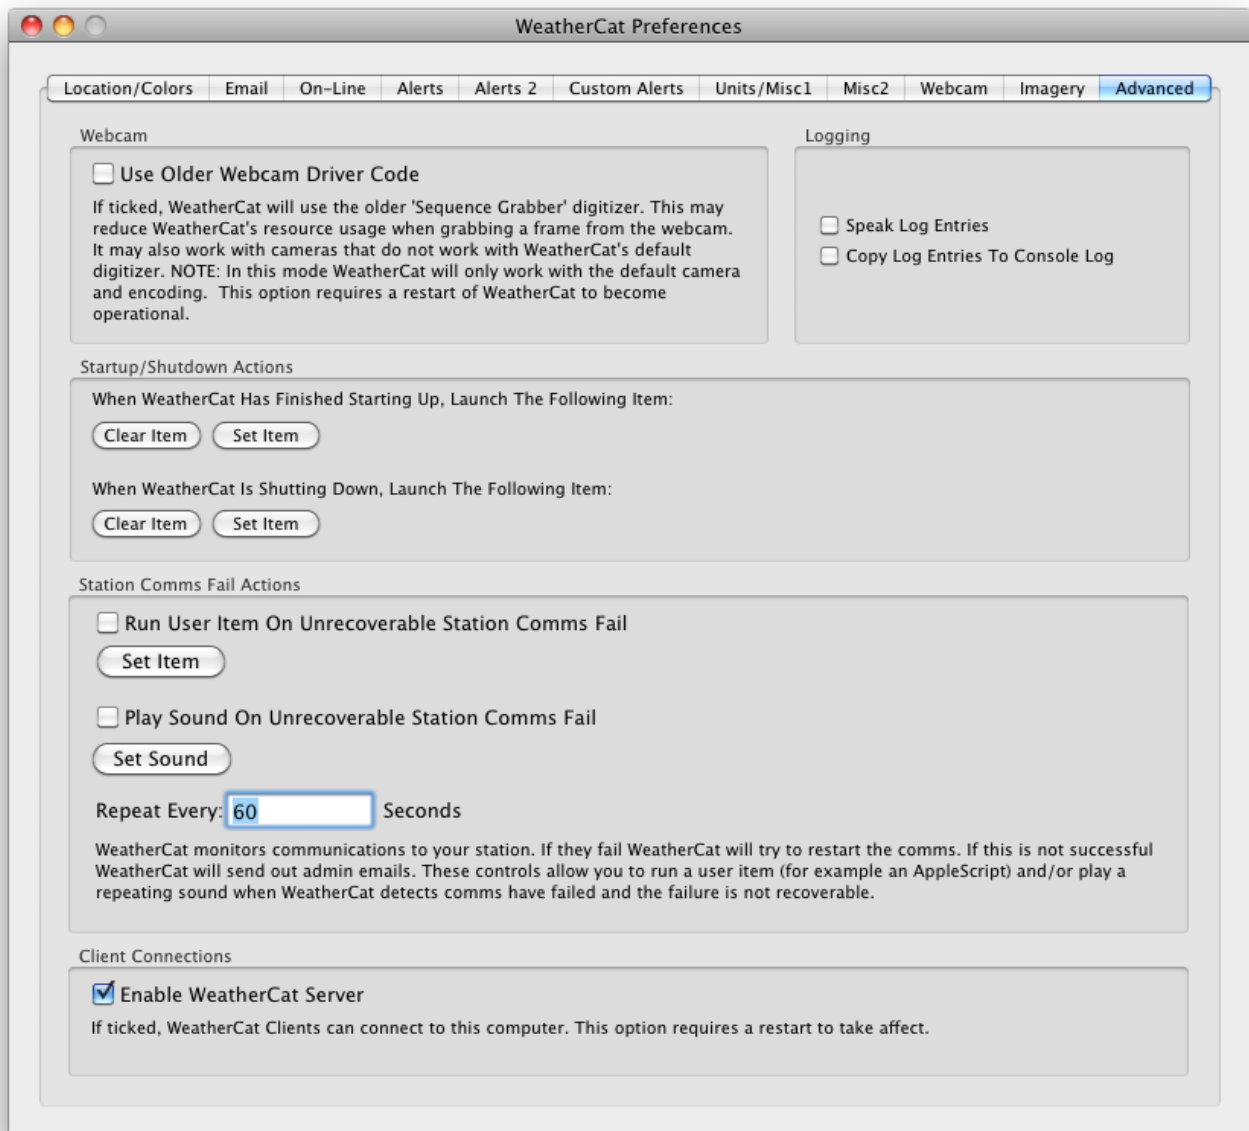 WeatherCat Preferences
Location/Colors Email On-Line Alerts Alerts 2 Custom Alerts Units/Misc1 Misc2 Webcam Imagery Advanced
Webcam
Use Older Webcam Driver Code
If ticked, WeatherCat will use the older 'Sequence Grabber' digitizer. This may
reduce WeatherCat's resource usage when grabbing a frame from the webcam.
It may also work with cameras that do not work with WeatherCat's default
digitizer. NOTE: In this mode WeatherCat will only work with the default camera
and encoding.  This option requires a restart of WeatherCat to become
operational.
Logging
Speak Log Entries
Copy Log Entries To Console Log
Startup/Shutdown Actions
When WeatherCat Has Finished Starting Up, Launch The Following Item:
Clear Item Set Item
When WeatherCat Is Shutting Down, Launch The Following Item:
Clear Item Set Item
Station Comms Fail Actions
Run User Item On Unrecoverable Station Comms Fail
Set Item
Play Sound On Unrecoverable Station Comms Fail
Set Sound
Repeat Every: 60 Seconds
WeatherCat monitors communications to your station. If they fail WeatherCat will try to restart the comms. If this is not successful
WeatherCat will send out admin emails. These controls allow you to run a user item (for example an AppleScript) and/or play a
repeating sound when WeatherCat detects comms have failed and the failure is not recoverable.
Client Connections
Enable WeatherCat Server
If ticked, WeatherCat Clients can connect to this computer. This option requires a restart to take affect.